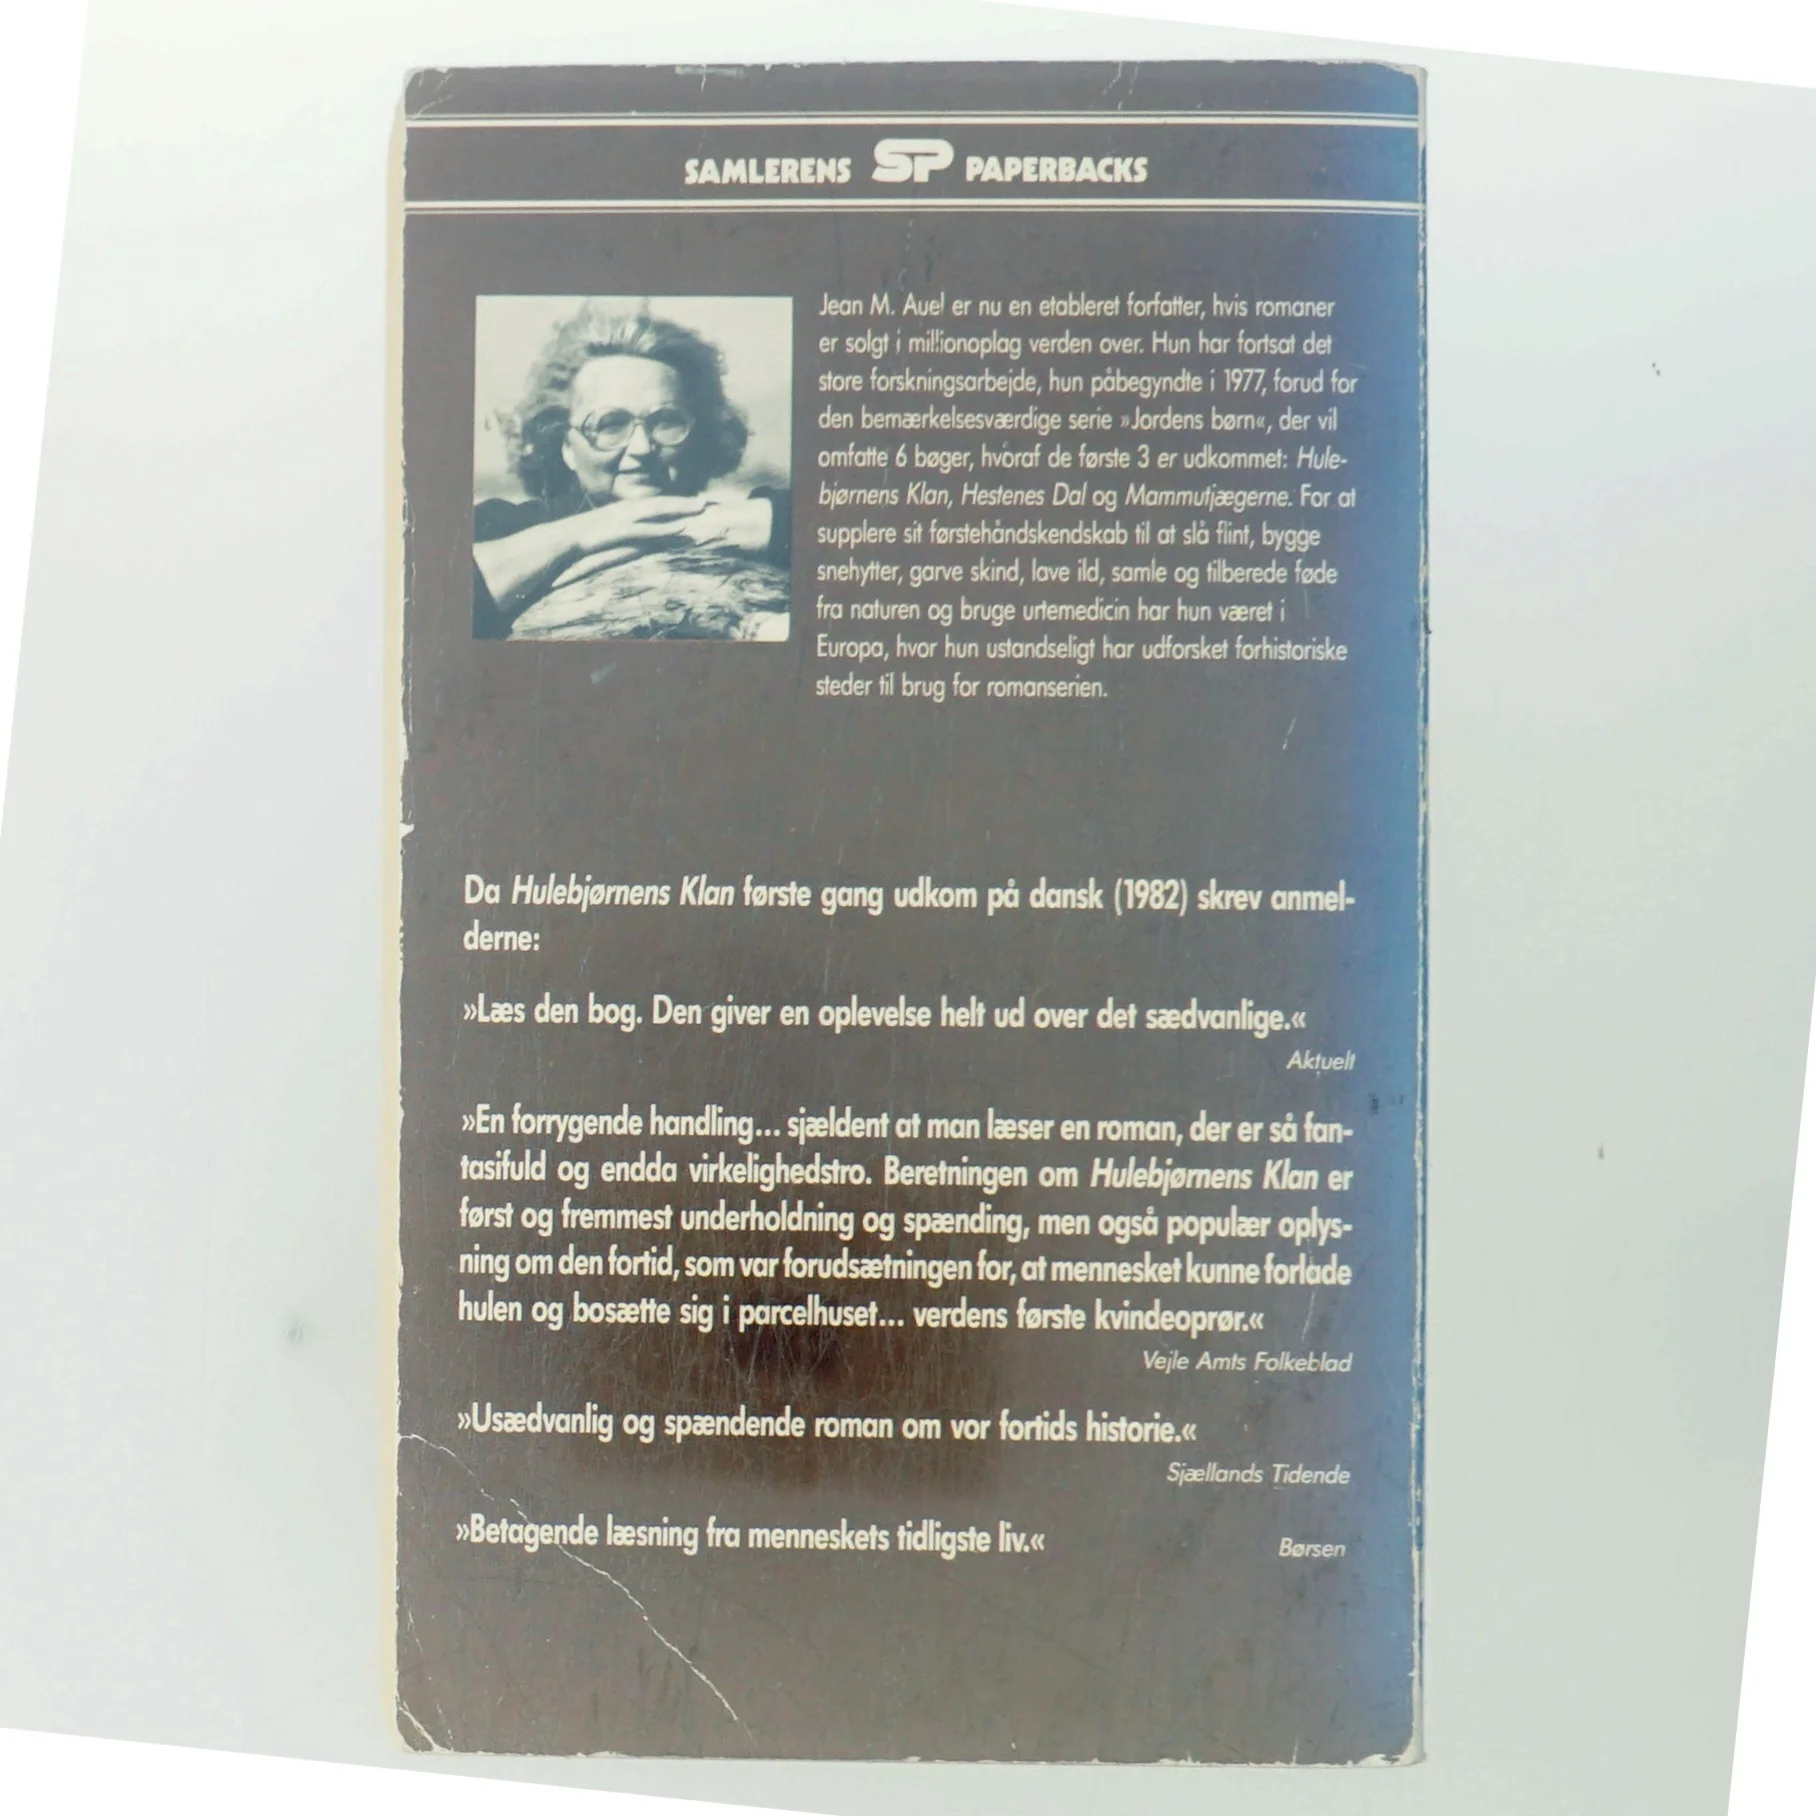 SAMLERENS SP PAPERBACKS
Jean M. Auel er nu en etableret forfatter, hvis romaner
er solgt i millionoplag verden over. Hun har fortsat det
store forskningsarbejde, hun påbegyndte i 1977, forud for
den bemærkelsesværdige serie »Jordens børn«, der vil
omfatte 6 bøger, hvoraf de første 3 er udkommet: Hule-
bjørnens Klan, Hestenes Dal og Mammutjægerne. For at
supplere sit førstehåndskendskab til at slå flint, bygge
snehytter, garve skind, lave ild, samle og tilberede føde
fra naturen og bruge urtemedicin har hun været i
Europa, hvor hun ustandseligt har udforsket forhistoriske
steder til brug for romanserien.
Da Hulebjørnens Klan første gang udkom på dansk (1982) skrev anmel-
derne:
»Læs den bog. Den giver en oplevelse helt ud over det sædvanlige.«
Aktuelt
»En forrygende handling... sjældent at man læser en roman, der er så fan-
tasifuld og endda virkelighedstro. Beretningen om Hulebjørnens Klan er
først og fremmest underholdning og spænding, men også populær oplys-
ning om den fortid, som var forudsætningen for, at mennesket kunne forlade
hulen og bosætte sig i parcelhuset... verdens første kvindeoprør.«
Vejle Amts Folkeblad
»Usædvanlig og spændende roman om vor fortids historie.«
Sjællands Tidende
»Betagende læsning fra menneskets tidligste liv.« Børsen